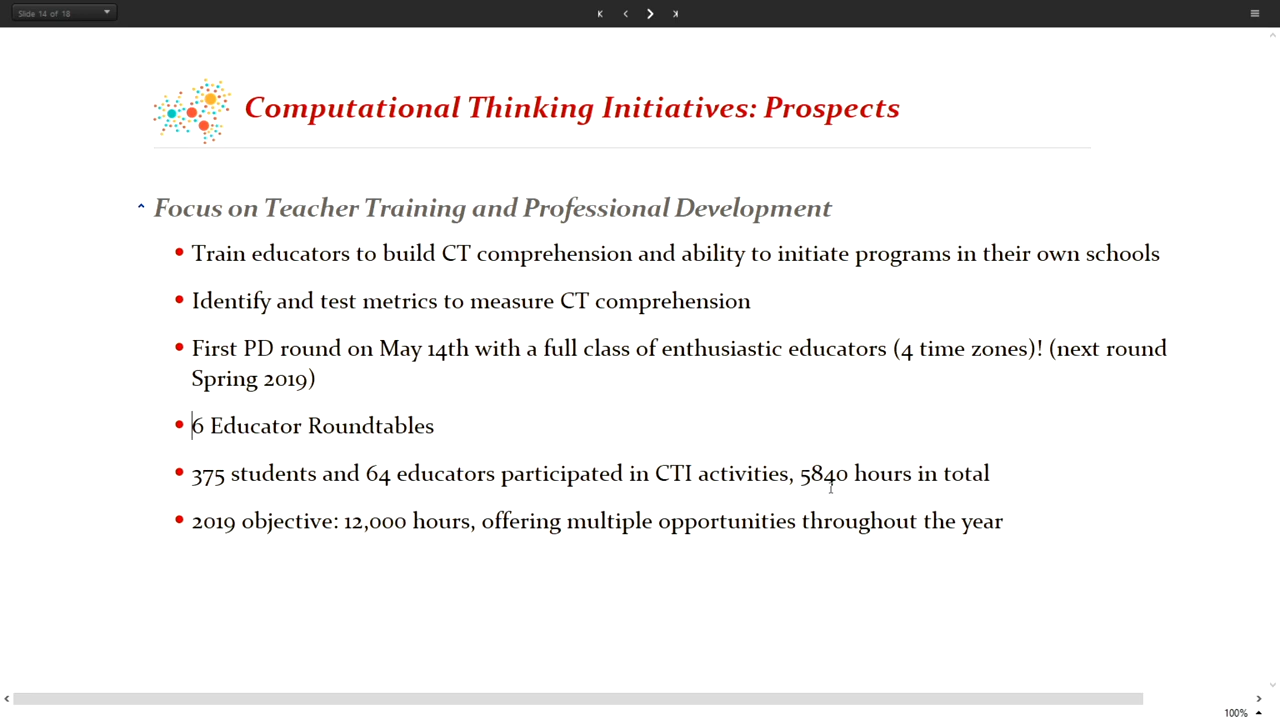 Slide 14 of 18
Computational Thinking Initiatives: Prospects
Focus on Teacher Training and Professional Development
Train educators to build CT comprehension and ability to initiate programs in their own schools
Identify and test metrics to measure CT comprehension
First PD round on May 14th with a full class of enthusiastic educators (4 time zones)! (next round
Spring 2019)
6 Educator Roundtables
375 students and 64 educators participated in CTI activities, 5840 hours in total
2019 objective: 12,000 hours, offering multiple opportunities throughout the year
100%